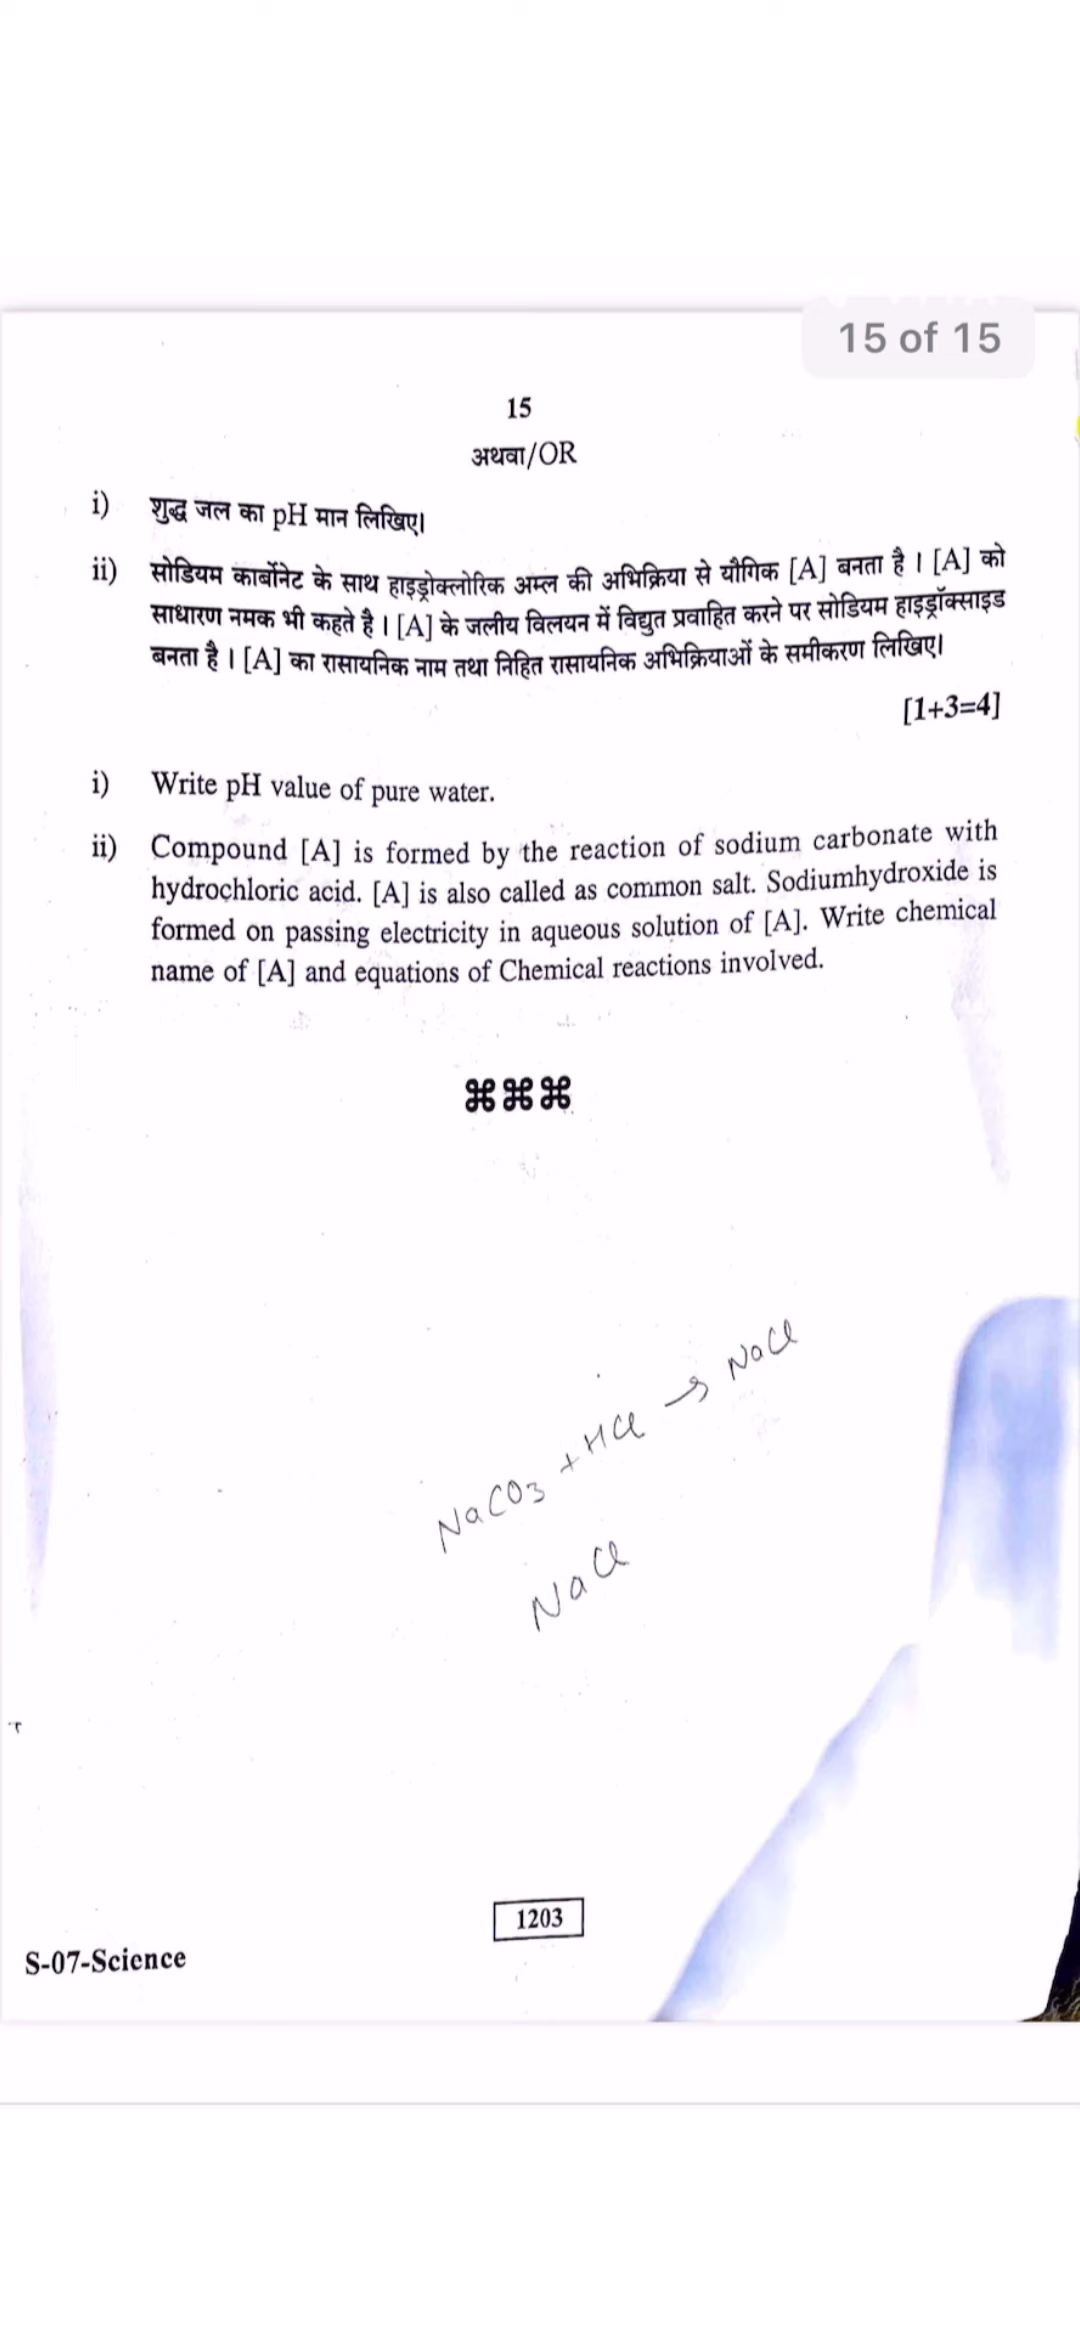 15 of 15
15
अथवा/OR
i) शुद्ध जल का pH मान लिखिए।
ii) सोडियम कार्बोनेट के साथ हाइड्रोक्लोरिक अम्ल की अभिक्रिया से यौगिक [A] बनता है । [A] को
साधारण नमक भी कहते है । [A] के जलीय विलयन में विद्युत प्रवाहित करने पर सोडियम हाइड्रॉक्साइड
बनता है । [A] का रासायनिक नाम तथा निहित रासायनिक अभिक्रियाओं के समीकरण लिखिए।
[1+3=4]
i) Write pH value of pure water.
ii) Compound [A] is formed by the reaction of sodium carbonate with
hydrochloric acid. [A] is also called as common salt. Sodiumhydroxide is
formed on passing electricity in aqueous solution of [A]. Write chemical
name of [A] and equations of Chemical reactions involved.
⌘⌘⌘
NaCO3 + HCl → NaCl
NaCl
1203
S-07-Science